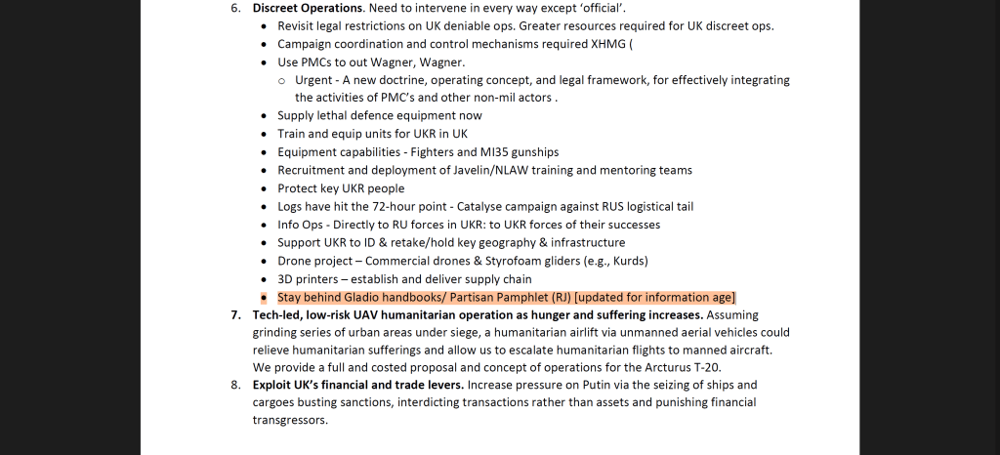 6. Discreet Operations. Need to intervene in every way except ‘official’.
• Revisit legal restrictions on UK deniable ops. Greater resources required for UK discreet ops.
• Campaign coordination and control mechanisms required XHMG (
• Use PMCs to out Wagner, Wagner.
o Urgent - A new doctrine, operating concept, and legal framework, for effectively integrating
the activities of PMC’s and other non-mil actors .
• Supply lethal defence equipment now
• Train and equip units for UKR in UK
• Equipment capabilities - Fighters and MI35 gunships
• Recruitment and deployment of Javelin/NLAW training and mentoring teams
• Protect key UKR people
• Logs have hit the 72-hour point - Catalyse campaign against RUS logistical tail
• Info Ops - Directly to RU forces in UKR: to UKR forces of their successes
• Support UKR to ID & retake/hold key geography & infrastructure
• Drone project – Commercial drones & Styrofoam gliders (e.g., Kurds)
• 3D printers – establish and deliver supply chain
• Stay behind Gladio handbooks/ Partisan Pamphlet (RJ) [updated for information age]
7. Tech-led, low-risk UAV humanitarian operation as hunger and suffering increases. Assuming
grinding series of urban areas under siege, a humanitarian airlift via unmanned aerial vehicles could
relieve humanitarian sufferings and allow us to escalate humanitarian flights to manned aircraft.
We provide a full and costed proposal and concept of operations for the Arcturus T-20.
8. Exploit UK’s financial and trade levers. Increase pressure on Putin via the seizing of ships and
cargoes busting sanctions, interdicting transactions rather than assets and punishing financial
transgressors.